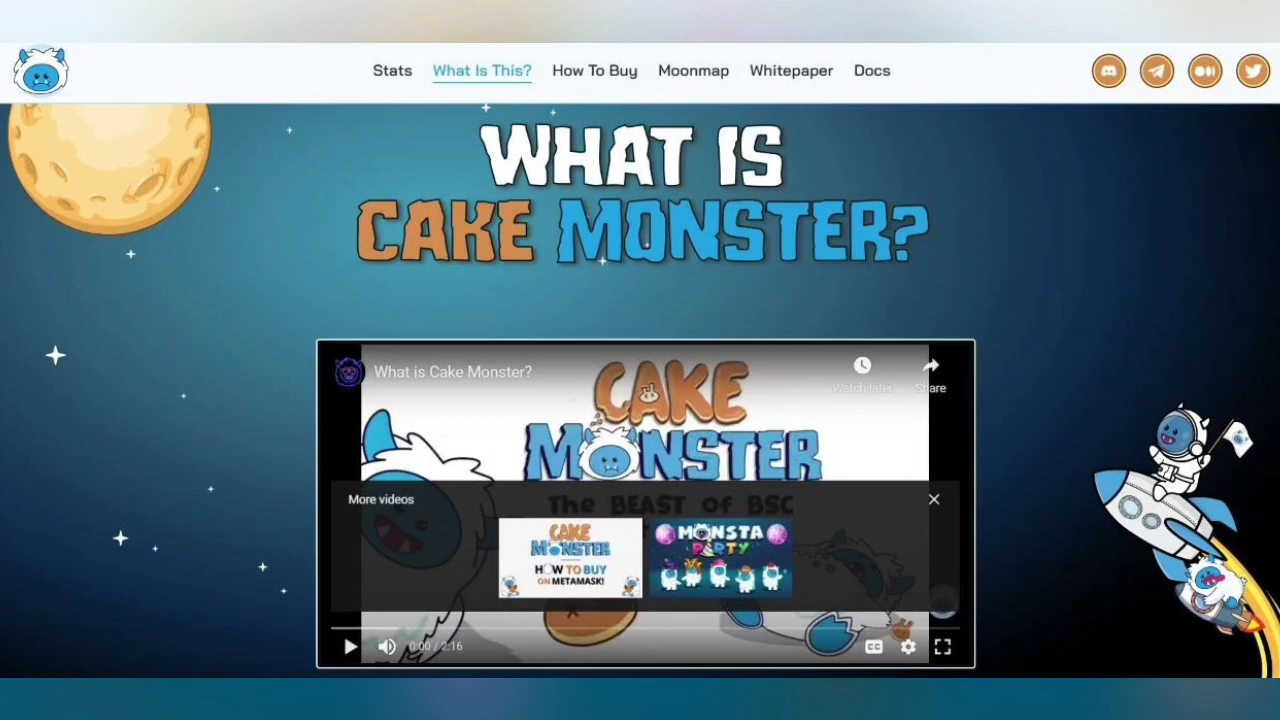 Stats What Is This? How To Buy Moonmap Whitepaper Docs
WHAT IS
CAKE MONSTER?
What is Cake Monster?
Watch later
Share
CAKE
MONSTER
The BEAST of BSC
More videos
CAKE
MONSTER
HOW TO BUY
ON METAMASK!
MONSTA
PARTY
0:00 / 2:16
CC